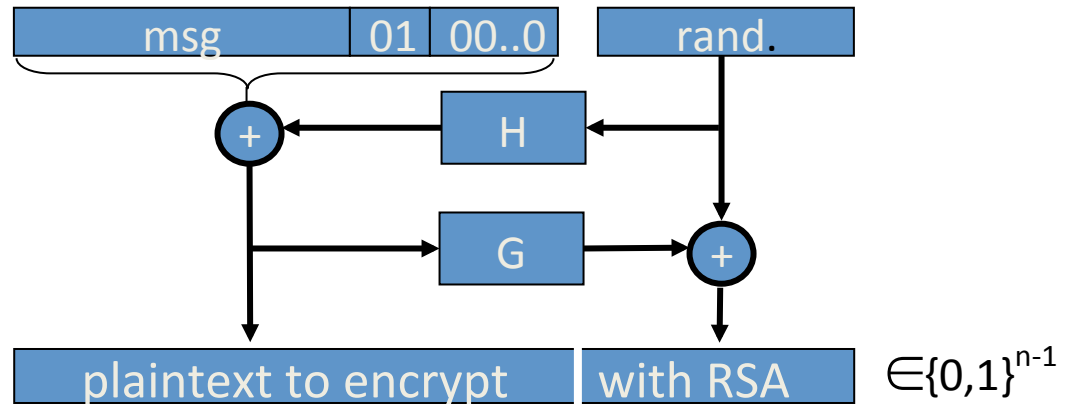 msg 01 00..0 rand.
+ H
G +
plaintext to encrypt with RSA ∈{0,1}ⁿ⁻¹